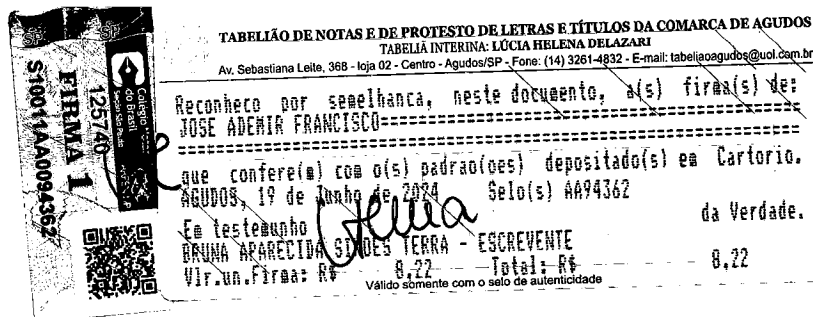 TABELIÃO DE NOTAS E DE PROTESTO DE LETRAS E TÍTULOS DA COMARCA DE AGUDOS
TABELIÃ INTERINA: LÚCIA HELENA DELAZARI
Av. Sebastiana Leite, 368 - loja 02 - Centro - Agudos/SP - Fone: (14) 3261-4832 - E-mail: tabeliaoagudos@uol.com.br
Reconheco por semelhanca, neste documento, a(s) firma(s) de:
JOSE ADEMIR FRANCISCO
que confere(m) com o(s) padrao(oes) depositado(s) em Cartorio.
AGUDOS, 19 de Junho de 2024 Selo(s) AA94362
Em testemunho da Verdade.
BRUNA APARECIDA SIMOES TERRA - ESCREVENTE
Vlr.un.Firma: R$ 8,22 Total: R$ 8,22
Válido somente com o selo de autenticidade
Colégio
do Brasil
Seção São Paulo
125740
FIRMA 1
S10011AA0094362